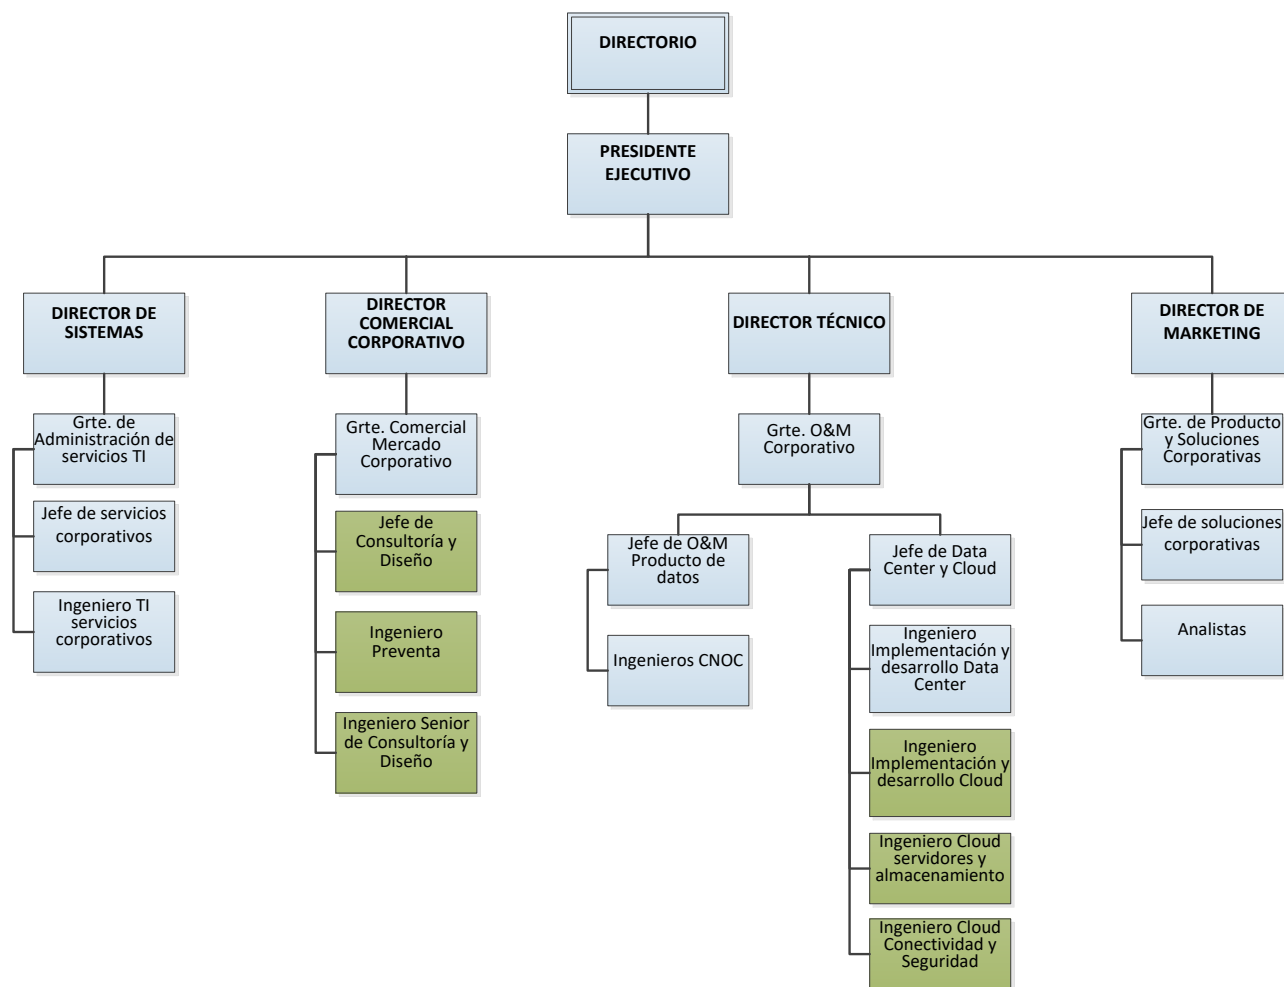 DIRECTORIO
PRESIDENTE
EJECUTIVO
DIRECTOR DE
SISTEMAS
DIRECTOR
COMERCIAL
CORPORATIVO
DIRECTOR TÉCNICO
DIRECTOR DE
MARKETING
Grte. de
Administración de
servicios TI
Jefe de servicios
corporativos
Ingeniero TI
servicios
corporativos
Grte. Comercial
Mercado
Corporativo
Jefe de
Consultoría y
Diseño
Ingeniero
Preventa
Ingeniero Senior
de Consultoría y
Diseño
Grte. O&M
Corporativo
Jefe de O&M
Producto de
datos
Ingenieros CNOC
Jefe de Data
Center y Cloud
Ingeniero
Implementación y
desarrollo Data
Center
Ingeniero
Implementación y
desarrollo Cloud
Ingeniero Cloud
servidores y
almacenamiento
Ingeniero Cloud
Conectividad y
Seguridad
Grte. de Producto
y Soluciones
Corporativas
Jefe de soluciones
corporativas
Analistas